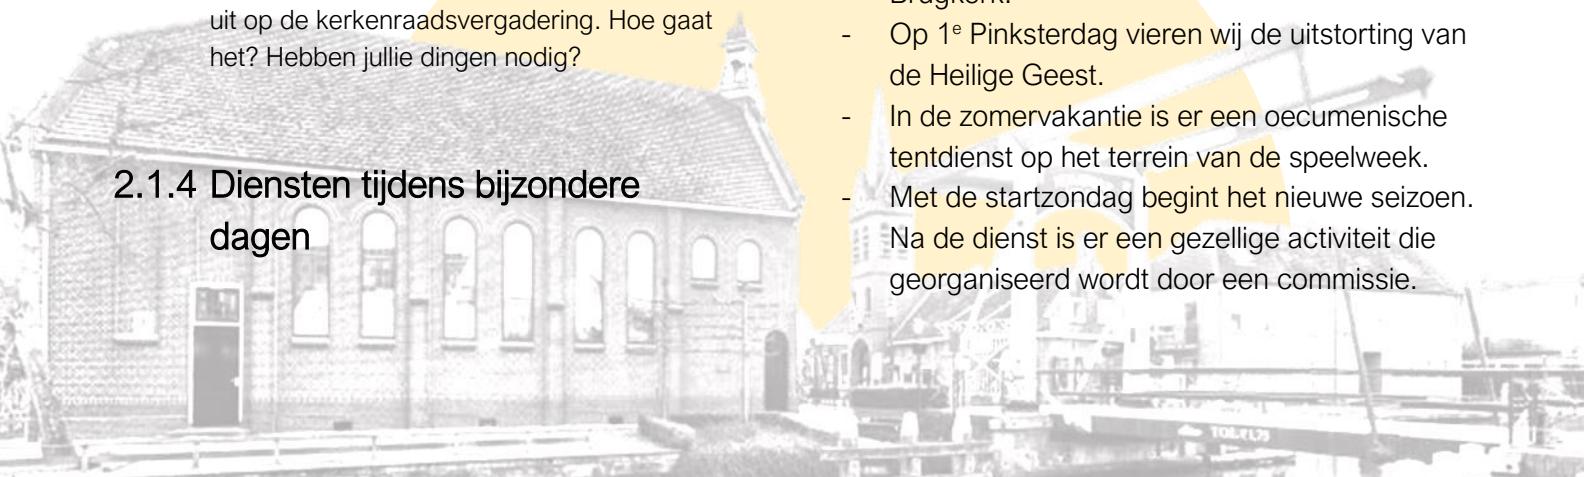 uit op de kerkenraadsvergadering. Hoe gaat
het? Hebben jullie dingen nodig?
2.1.4 Diensten tijdens bijzondere
dagen
- Op 1e Pinksterdag vieren wij de uitstorting van
de Heilige Geest.
- In de zomervakantie is er een oecumenische
tentdienst op het terrein van de speelweek.
- Met de startzondag begint het nieuwe seizoen.
Na de dienst is er een gezellige activiteit die
georganiseerd wordt door een commissie.